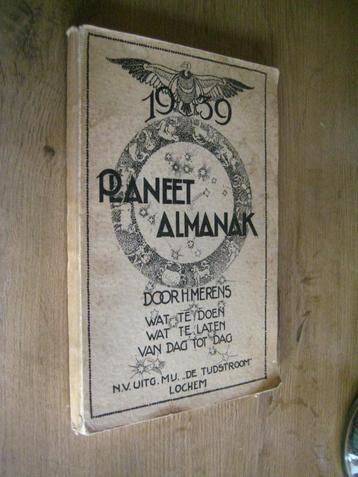 1939
PLANEET
ALMANAK
DOOR H. MERENS
WAT TE DOEN
WAT TE LATEN
VAN DAG TOT DAG
N.V. UITG. MIJ. „DE TIJDSTROOM"
LOCHEM